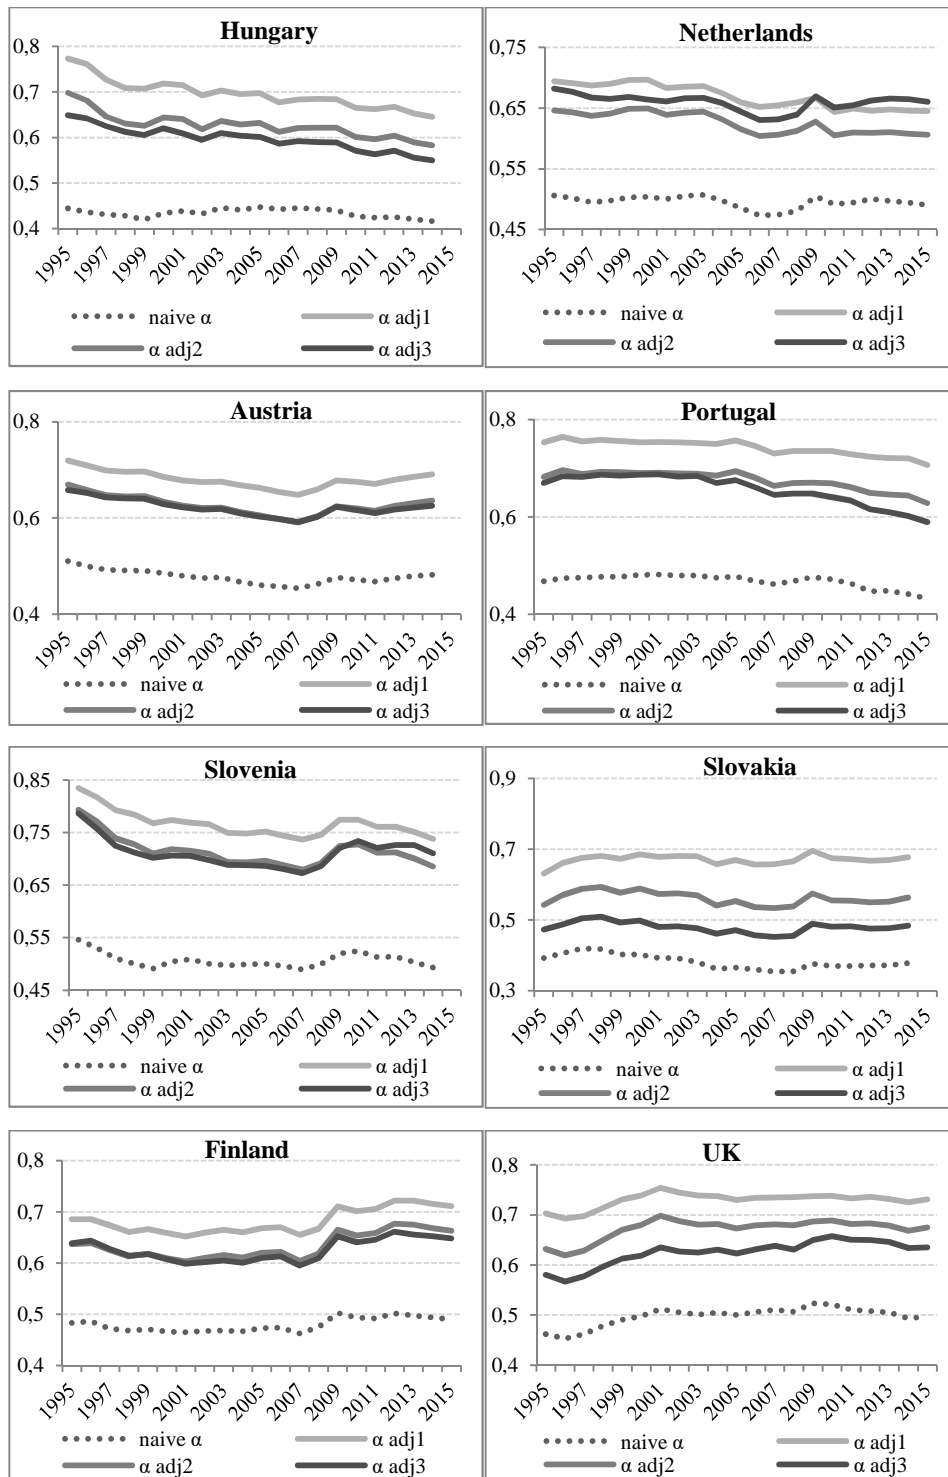 Hungary
0,8
0,7
0,6
0,5
0,4
1995 1997 1999 2001 2003 2005 2007 2009 2011 2013 2015
naive α α adj1
α adj2 α adj3
Netherlands
0,75
0,65
0,55
0,45
1995 1997 1999 2001 2003 2005 2007 2009 2011 2013 2015
naive α α adj1
α adj2 α adj3
Austria
0,8
0,6
0,4
1995 1997 1999 2001 2003 2005 2007 2009 2011 2013 2015
naive α α adj1
α adj2 α adj3
Portugal
0,8
0,6
0,4
1995 1997 1999 2001 2003 2005 2007 2009 2011 2013 2015
naive α α adj1
α adj2 α adj3
Slovenia
0,85
0,75
0,65
0,55
0,45
1995 1997 1999 2001 2003 2005 2007 2009 2011 2013 2015
naive α α adj1
α adj2 α adj3
Slovakia
0,9
0,7
0,5
0,3
1995 1997 1999 2001 2003 2005 2007 2009 2011 2013 2015
naive α α adj1
α adj2 α adj3
Finland
0,8
0,7
0,6
0,5
0,4
1995 1997 1999 2001 2003 2005 2007 2009 2011 2013 2015
naive α α adj1
α adj2 α adj3
UK
0,8
0,7
0,6
0,5
0,4
1995 1997 1999 2001 2003 2005 2007 2009 2011 2013 2015
naive α α adj1
α adj2 α adj3